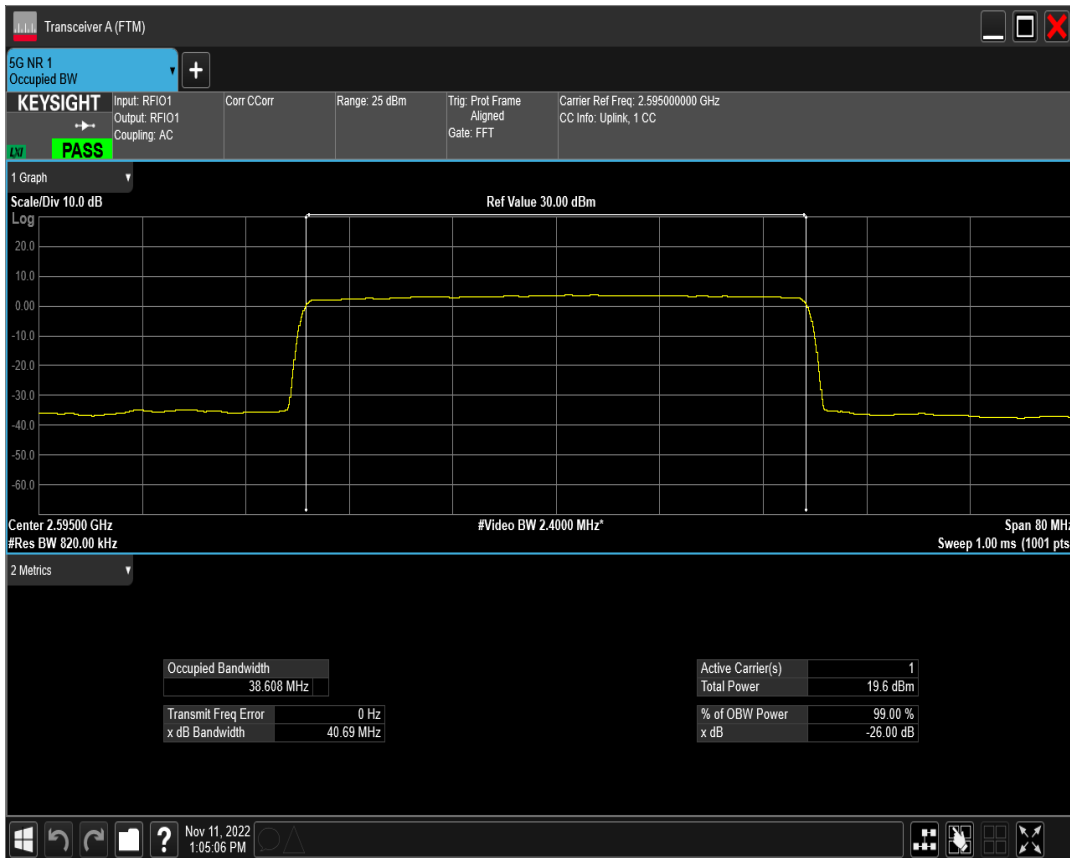 Transceiver A (FTM)
5G NR 1
Occupied BW
+
KEYSIGHT
LXI
PASS
Input: RFIO1
Output: RFIO1
Coupling: AC
Corr CCorr
Range: 25 dBm
Trig: Prot Frame
Aligned
Gate: FFT
Carrier Ref Freq: 2.595000000 GHz
CC Info: Uplink, 1 CC
1 Graph
Scale/Div 10.0 dB
Ref Value 30.00 dBm
Log
20.0
10.0
0.00
-10.0
-20.0
-30.0
-40.0
-50.0
-60.0
Center 2.59500 GHz
#Video BW 2.4000 MHz*
Span 80 MHz
#Res BW 820.00 kHz
Sweep 1.00 ms (1001 pts
2 Metrics
Occupied Bandwidth
38.608 MHz
Transmit Freq Error 0 Hz
x dB Bandwidth 40.69 MHz
Active Carrier(s) 1
Total Power 19.6 dBm
% of OBW Power 99.00 %
x dB -26.00 dB
?
Nov 11, 2022
1:05:06 PM